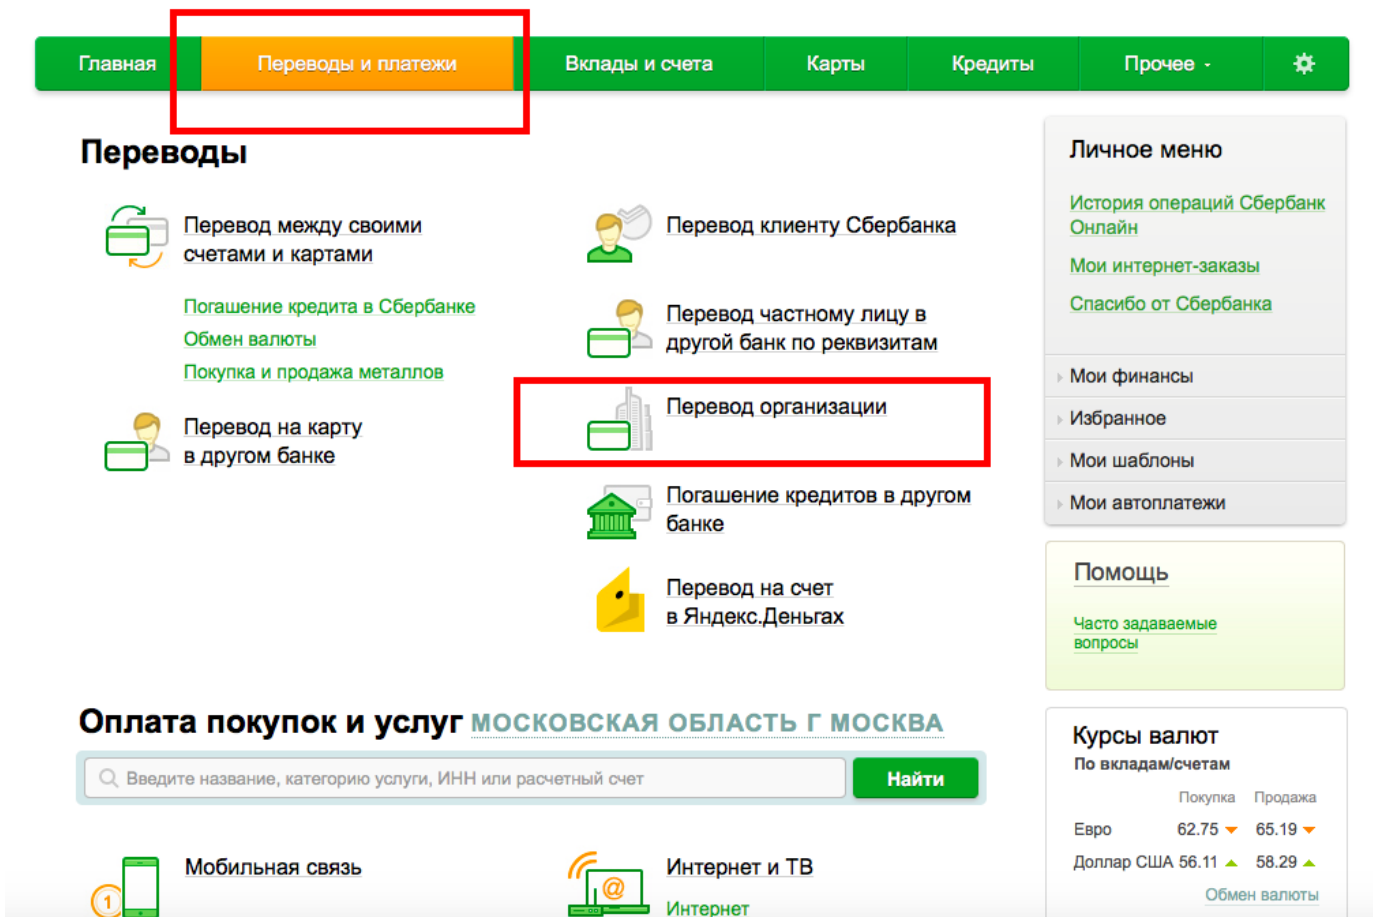 Главная
Переводы и платежи
Вклады и счета
Карты
Кредиты
Прочее
Переводы
Перевод между своими
счетами и картами
Погашение кредита в Сбербанке
Обмен валюты
Покупка и продажа металлов
Перевод на карту
в другом банке
Перевод клиенту Сбербанка
Перевод частному лицу в
другой банк по реквизитам
Перевод организации
Погашение кредитов в другом
банке
Перевод на счет
в Яндекс.Деньгах
Личное меню
История операций Сбербанк
Онлайн
Мои интернет-заказы
Спасибо от Сбербанка
Мои финансы
Избранное
Мои шаблоны
Мои автоплатежи
Помощь
Часто задаваемые
вопросы
Оплата покупок и услуг МОСКОВСКАЯ ОБЛАСТЬ Г МОСКВА
Введите название, категорию услуги, ИНН или расчетный счет
Найти
Мобильная связь
1
Интернет и ТВ
@
Интернет
Курсы валют
По вкладам/счетам
Покупка Продажа
Евро 62.75 65.19
Доллар США 56.11 58.29
Обмен валюты